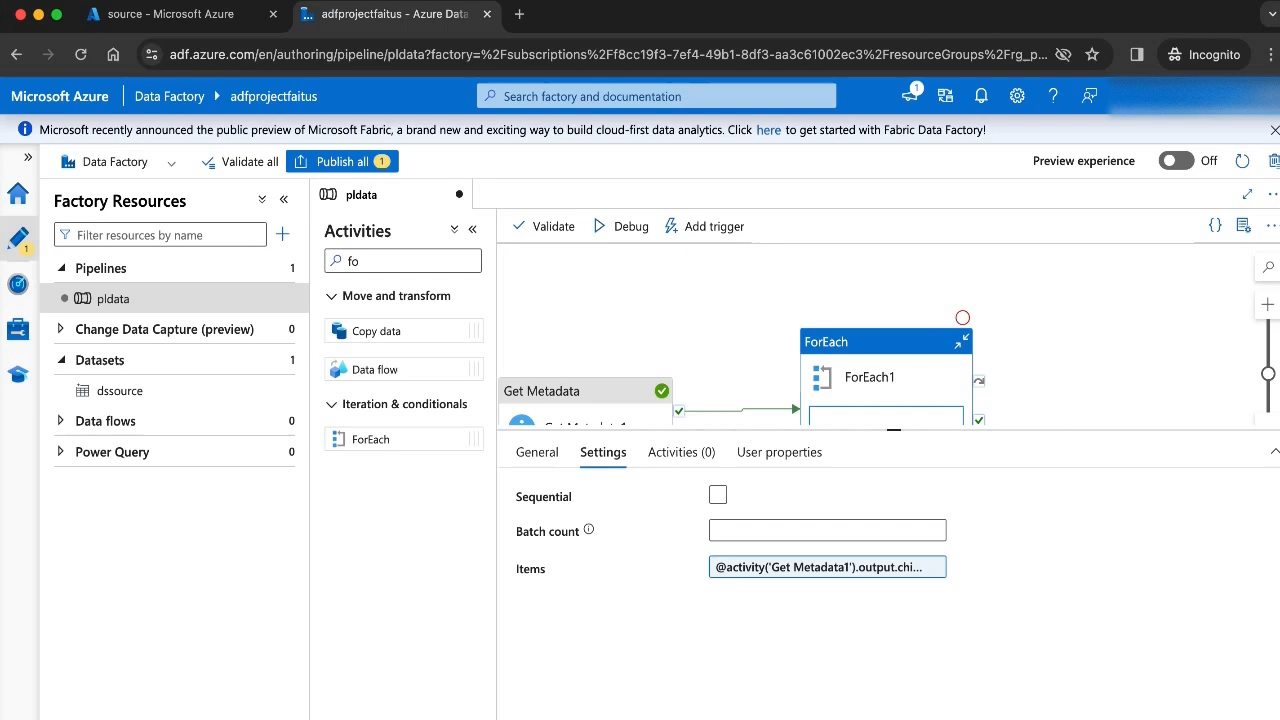 source - Microsoft Azure
adfprojectfaitus - Azure Data
adf.azure.com/en/authoring/pipeline/pldata?factory=%2Fsubscriptions%2Ff8cc19f3-7ef4-49b1-8df3-aa3c61002ec3%2FresourceGroups%2Frg_p...
Incognito
Microsoft Azure
Data Factory
adfprojectfaitus
Search factory and documentation
1
Microsoft recently announced the public preview of Microsoft Fabric, a brand new and exciting way to build cloud-first data analytics. Click here to get started with Fabric Data Factory!
Data Factory
Validate all
Publish all 1
Preview experience
Off
Factory Resources
Filter resources by name
1
Pipelines 1
pldata
Change Data Capture (preview) 0
Datasets 1
dssource
Data flows 0
Power Query 0
pldata
Activities
fo
Move and transform
Copy data
Data flow
Iteration & conditionals
ForEach
Validate
Debug
Add trigger
{}
ForEach
ForEach1
Get Metadata
General
Settings
Activities (0)
User properties
Sequential
Batch count
Items
@activity('Get Metadata1').output.chi...